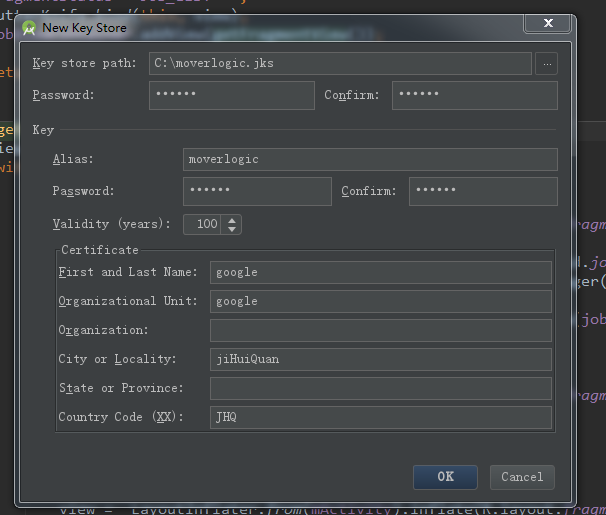 New Key Store
Key store path: C:\moverlogic.jks ...
Password: •••••• Confirm: ••••••
Key
Alias: moverlogic
Password: •••••• Confirm: ••••••
Validity (years): 100
Certificate
First and Last Name: google
Organizational Unit: google
Organization:
City or Locality: jiHuiQuan
State or Province:
Country Code (XX): JHQ
OK Cancel